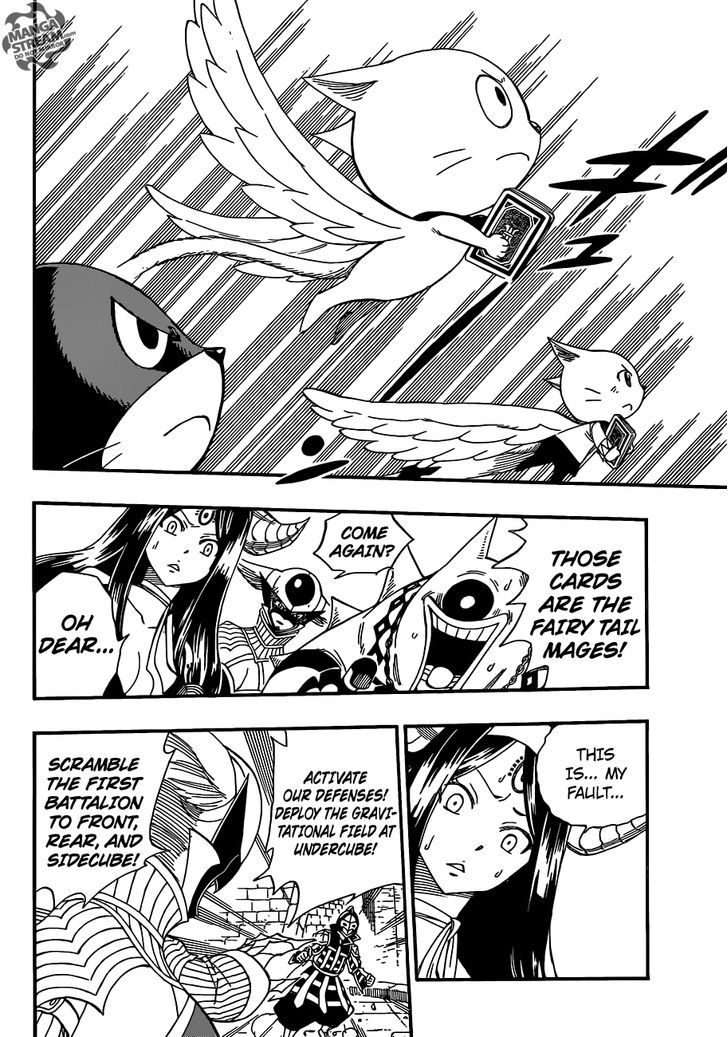 MANGA
STREAM.com
DO NOT MIRROR
COME
AGAIN?
THOSE
CARDS
ARE THE
FAIRY TAIL
MAGES!
OH
DEAR...
THIS
IS... MY
FAULT...
SCRAMBLE
THE FIRST
BATTALION
TO FRONT,
REAR, AND
SIDECUBE!
ACTIVATE
OUR DEFENSES!
DEPLOY THE GRAVI-
TATIONAL FIELD AT
UNDERCUBE!